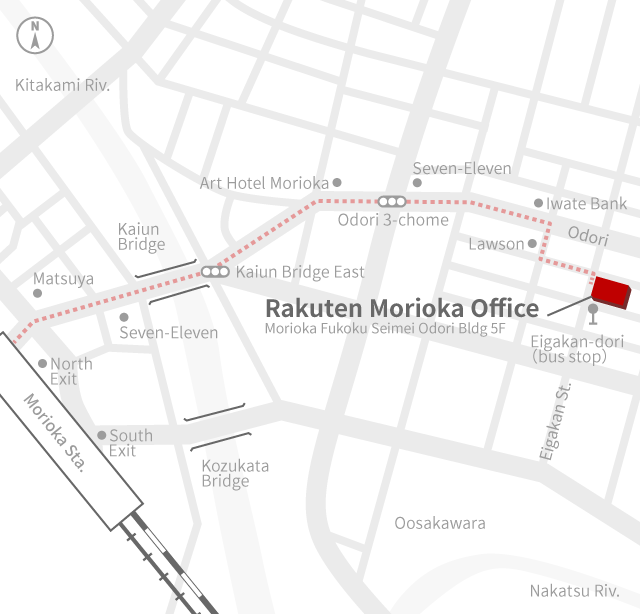 N
Kitakami Riv.
Seven-Eleven
Art Hotel Morioka
Iwate Bank
Odori 3-chome
Kaiun
Bridge
Odori
Lawson
Kaiun Bridge East
Matsuya
Rakuten Morioka Office
Morioka Fukoku Seimei Odori Bldg 5F
Seven-Eleven
Eigakan-dori
(bus stop)
North
Exit
Eigakan St.
Morioka Sta.
South
Exit
Kozukata
Bridge
Oosakawara
Nakatsu Riv.